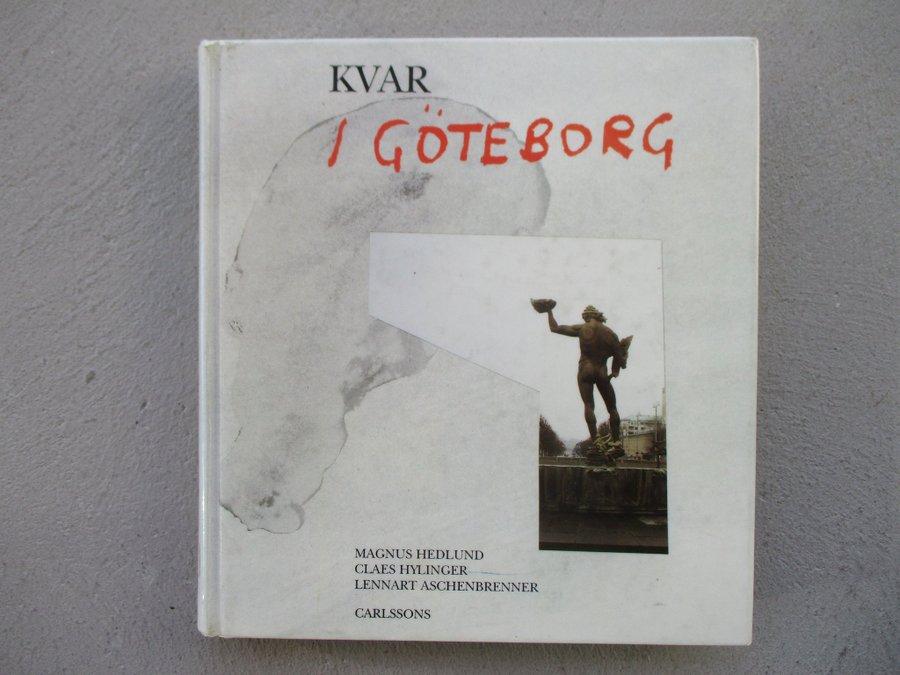 KVAR
I GÖTEBORG
MAGNUS HEDLUND
CLAES HYLINGER
LENNART ASCHENBRENNER
CARLSSONS